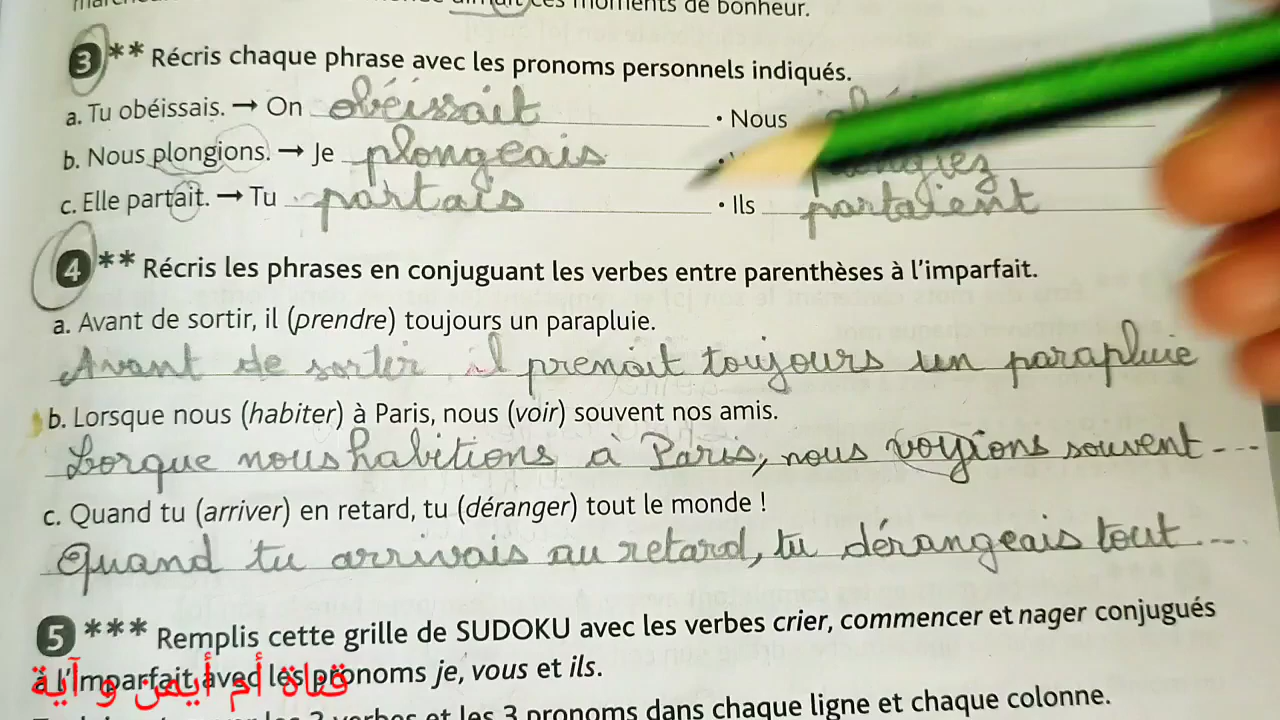 ces moments de bonheur.
3 ** Récris chaque phrase avec les pronoms personnels indiqués.
a. Tu obéissais. → On obéissait • Nous
b. Nous plongions. → Je plongeais •
c. Elle partait. → Tu partais • Ils partaient
4 ** Récris les phrases en conjuguant les verbes entre parenthèses à l'imparfait.
a. Avant de sortir, il (prendre) toujours un parapluie.
Avant de sortir il prenait toujours un parapluie
b. Lorsque nous (habiter) à Paris, nous (voir) souvent nos amis.
Lorque nous habitions à Paris, nous voyions souvent ---
c. Quand tu (arriver) en retard, tu (déranger) tout le monde !
Quand tu arrivais au retard, tu dérangeais tout ---
5 *** Remplis cette grille de SUDOKU avec les verbes crier, commencer et nager conjugués
à l'imparfait avec les pronoms je, vous et ils.
قناة أم أيمن و آية
verbes et les 3 pronoms dans chaque ligne et chaque colonne.